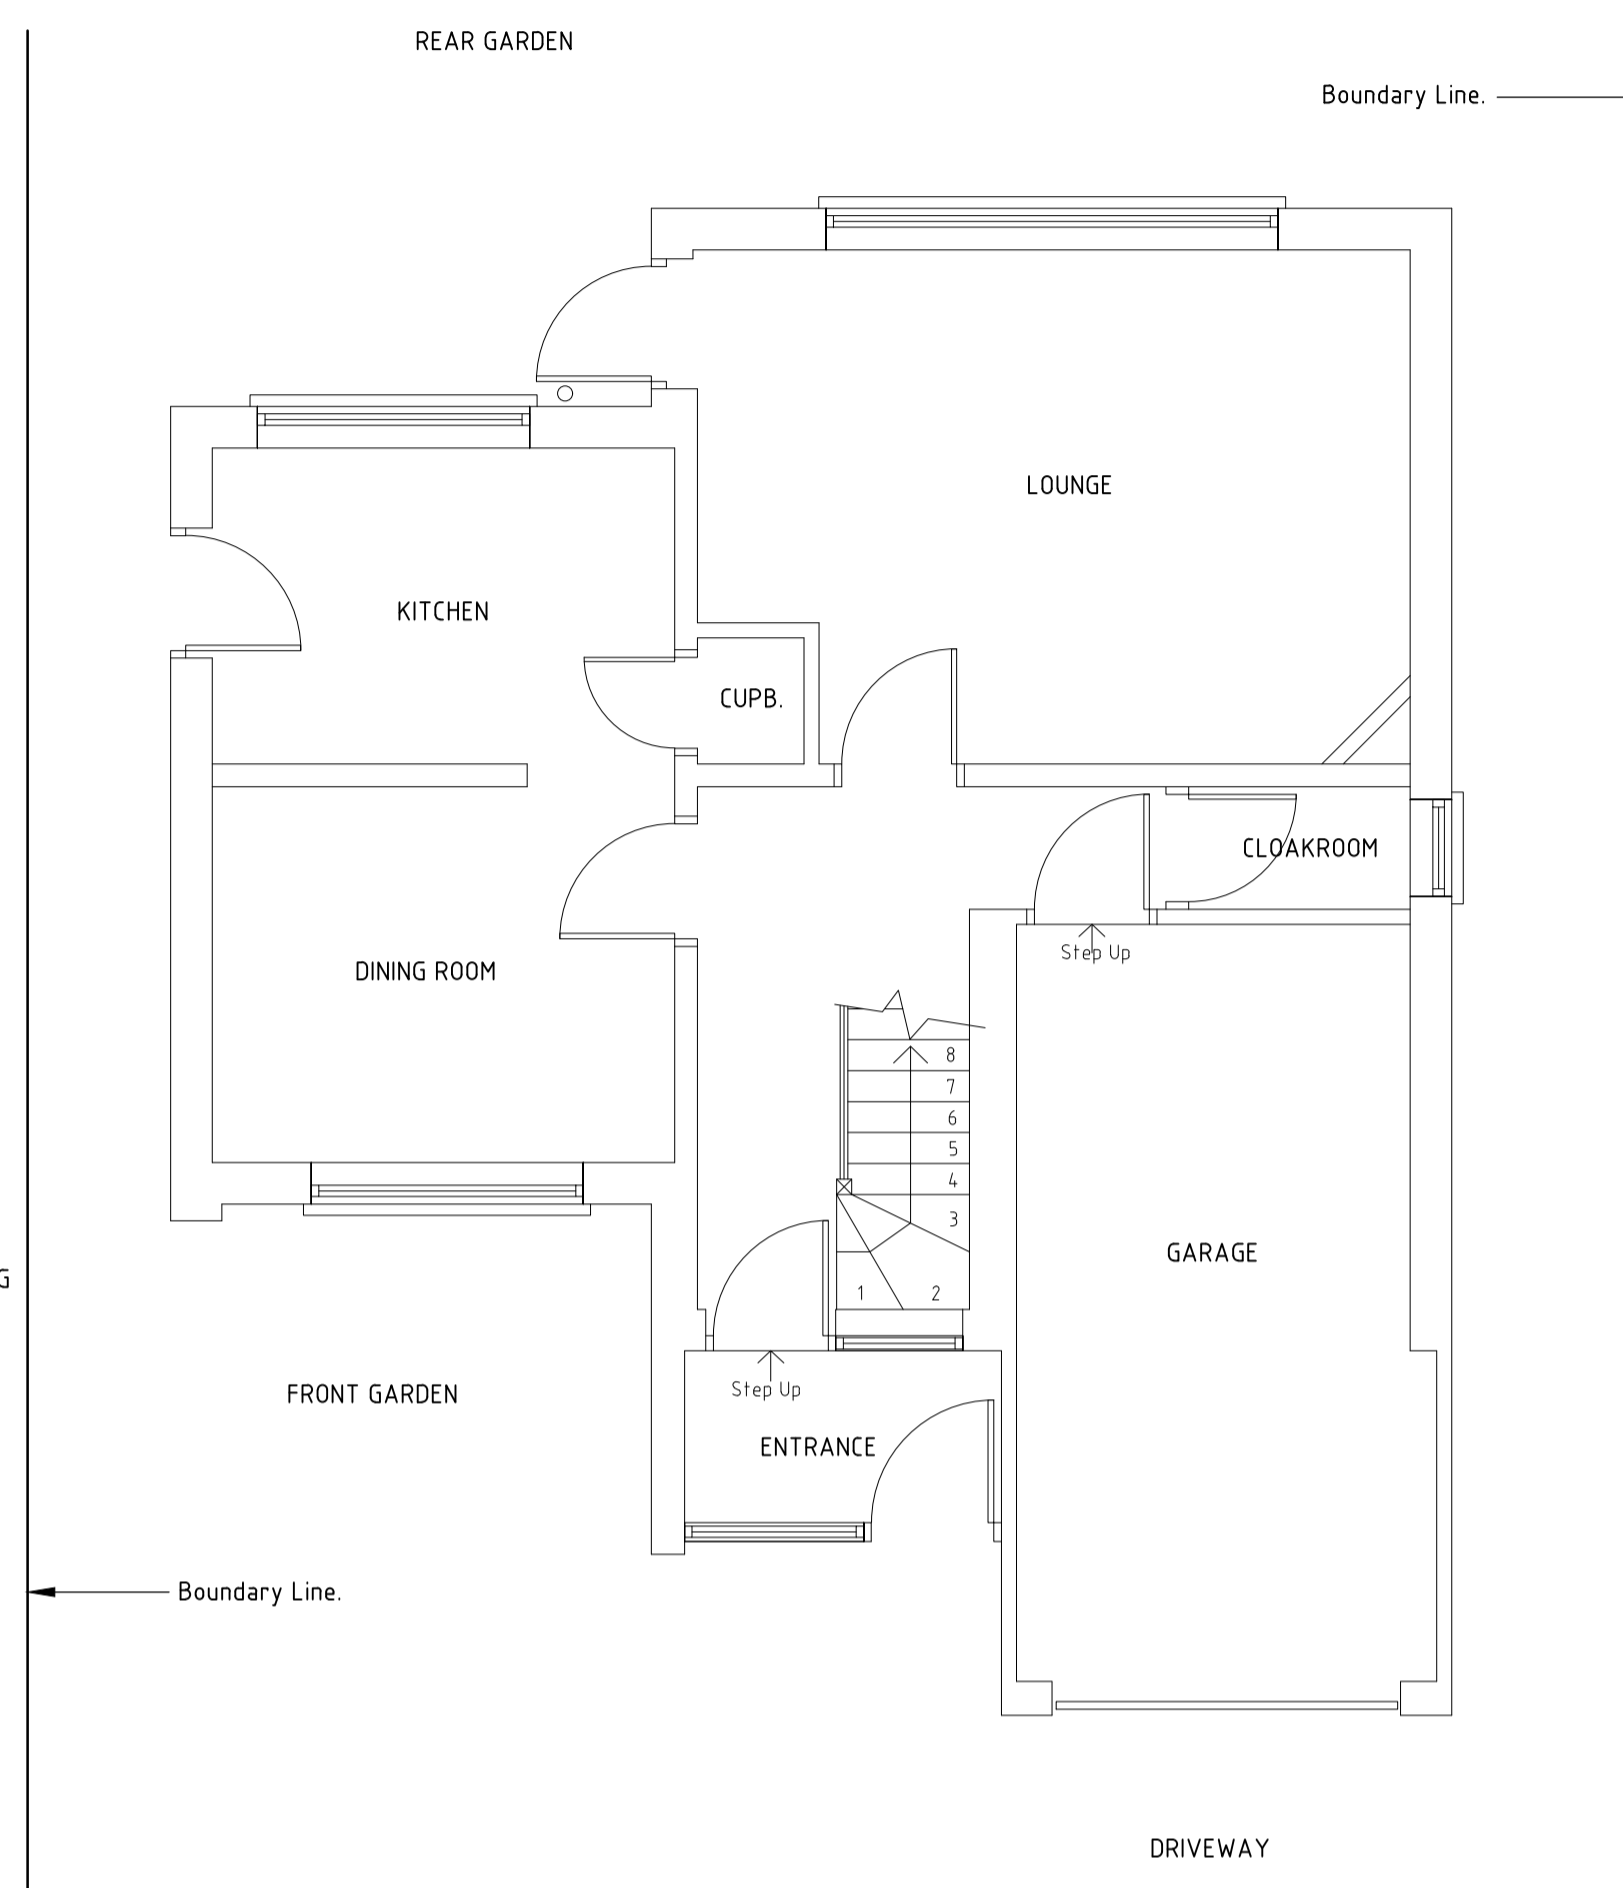 REAR GARDEN
Boundary Line.
LOUNGE
KITCHEN
CUPB.
CLOAKROOM
Step Up
DINING ROOM
8
7
6
5
4
3
1 2
GARAGE
G
Step Up
FRONT GARDEN
ENTRANCE
Boundary Line.
DRIVEWAY